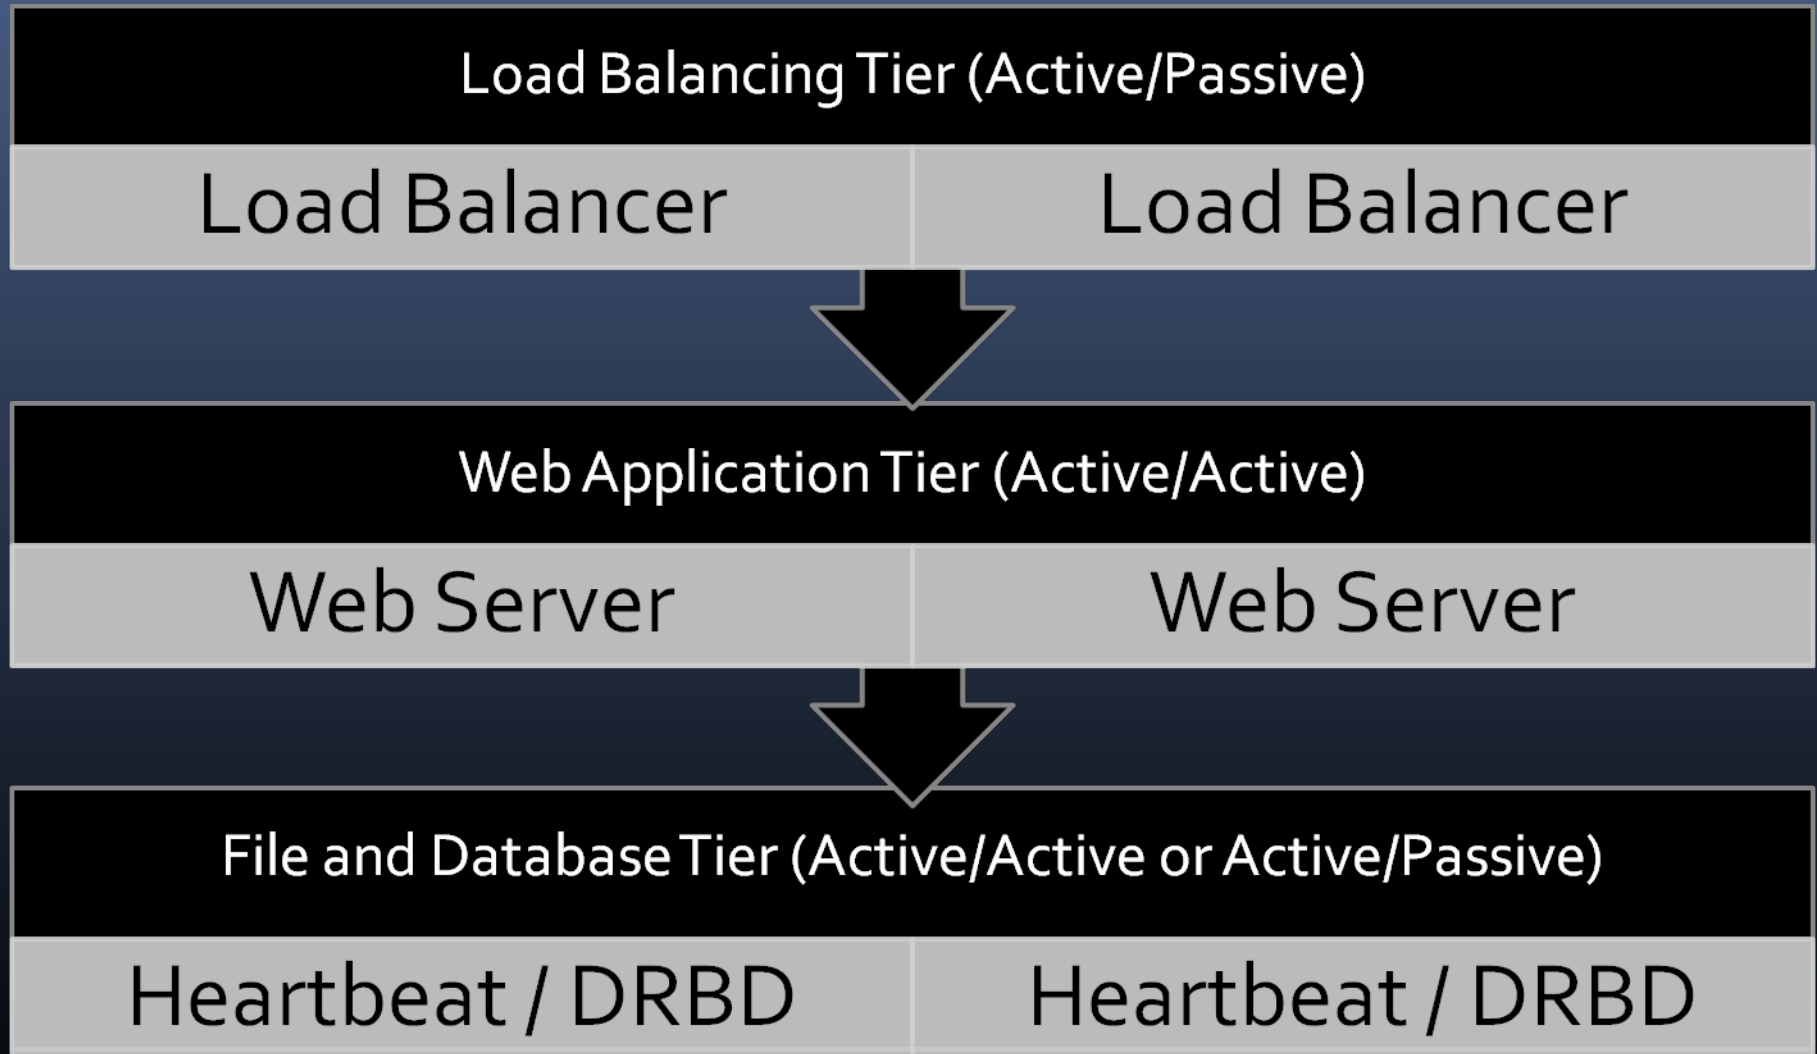 Load Balancing Tier (Active/Passive)
Load Balancer Load Balancer
Web Application Tier (Active/Active)
Web Server Web Server
File and Database Tier (Active/Active or Active/Passive)
Heartbeat / DRBD Heartbeat / DRBD